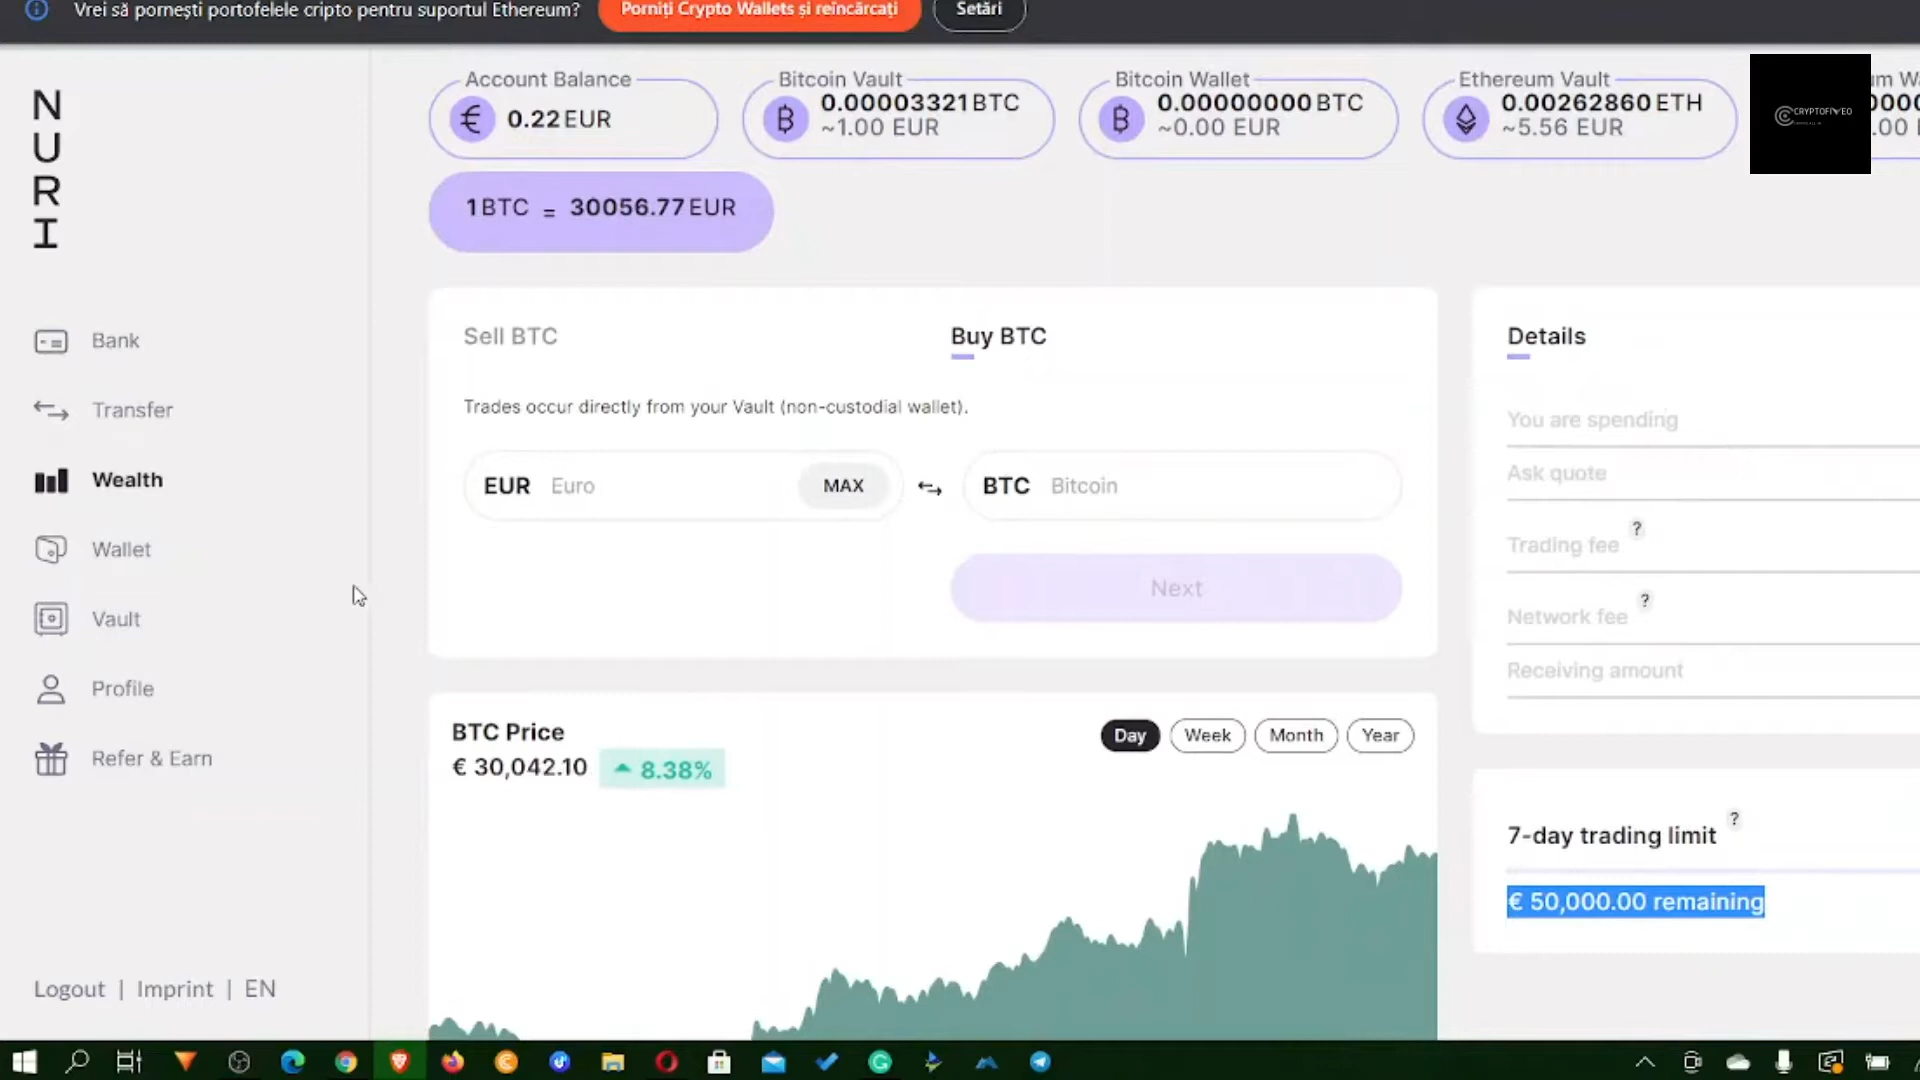 Vrei să pornești portofelele cripto pentru suportul Ethereum?
Porniți Crypto Wallets și reîncărcați
Setări
NURI
Account Balance
0.22 EUR
Bitcoin Vault
0.00003321 BTC
~1.00 EUR
Bitcoin Wallet
0.00000000 BTC
~0.00 EUR
Ethereum Vault
0.00262860 ETH
~5.56 EUR
1 BTC = 30056.77 EUR
Bank
Transfer
Wealth
Wallet
Vault
Profile
Refer & Earn
Logout | Imprint | EN
Sell BTC
Buy BTC
Trades occur directly from your Vault (non-custodial wallet).
EUR Euro MAX
BTC Bitcoin
Next
BTC Price
€ 30,042.10
8.38%
Day
Week
Month
Year
Details
You are spending
Ask quote
Trading fee ?
Network fee ?
Receiving amount
7-day trading limit ?
€ 50,000.00 remaining